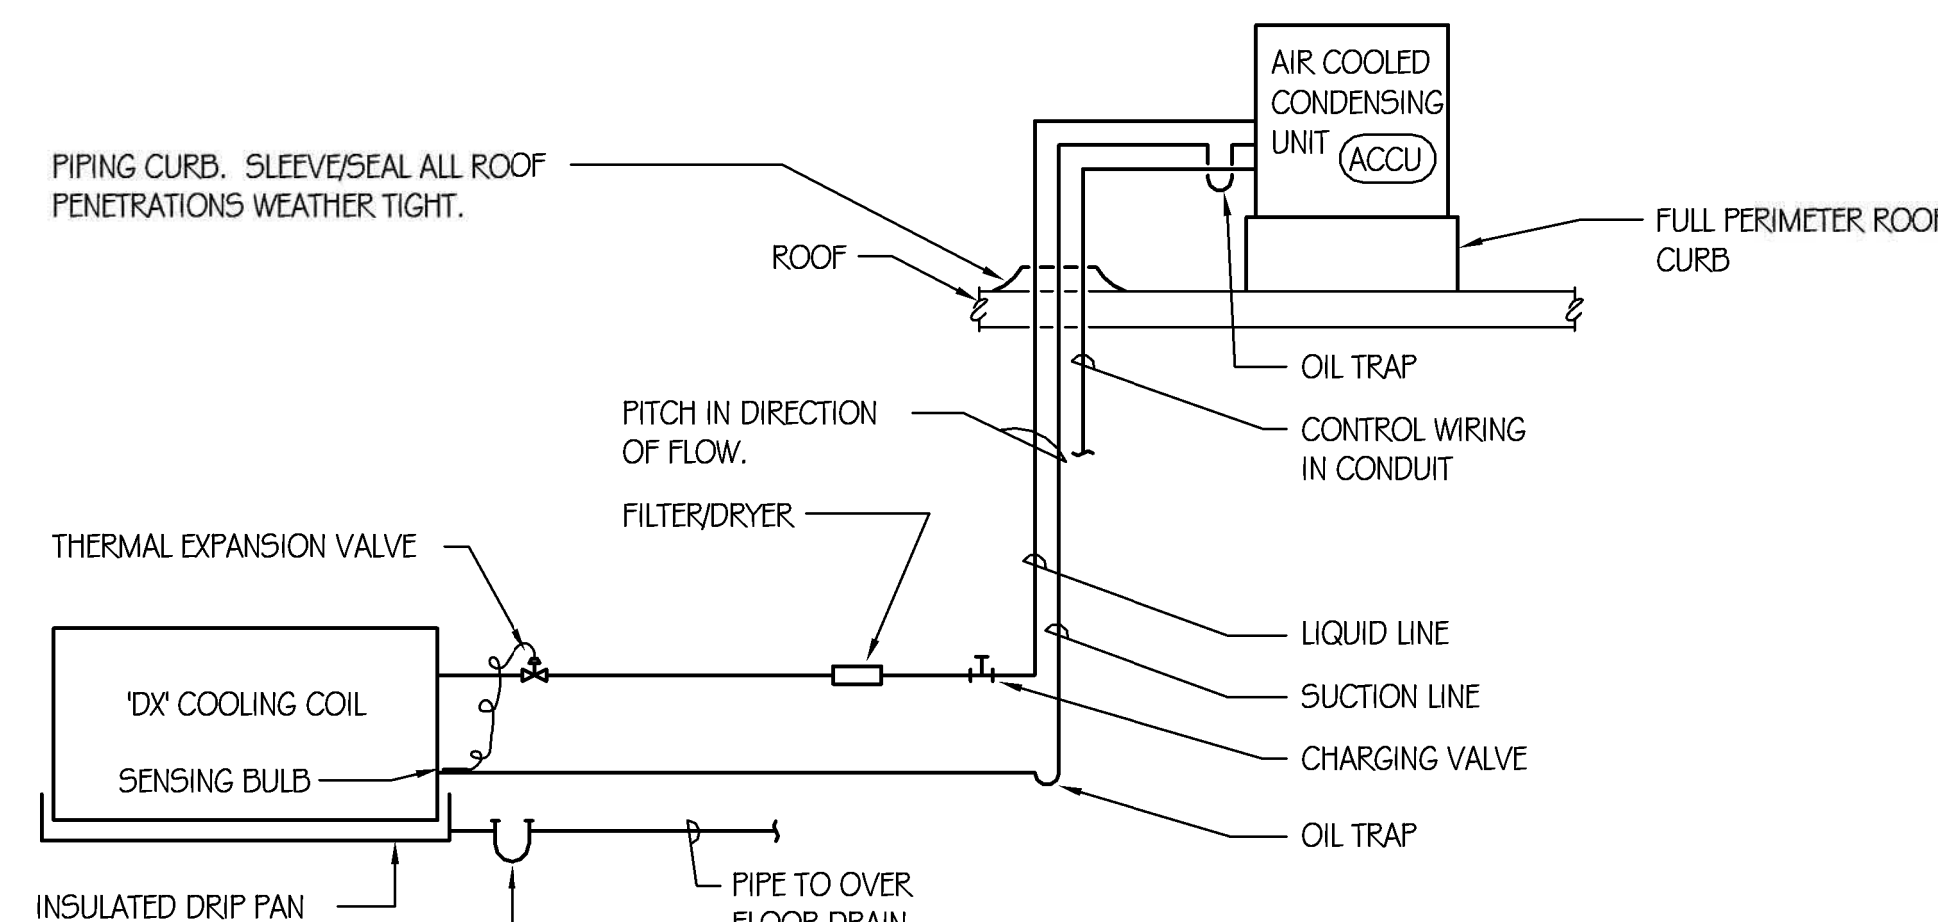 AIR COOLED
CONDENSING
UNIT
ACCU
PIPING CURB. SLEEVE/SEAL ALL ROOF
PENETRATIONS WEATHER TIGHT.
ROOF
FULL PERIMETER ROOF
CURB
OIL TRAP
PITCH IN DIRECTION
OF FLOW.
CONTROL WIRING
IN CONDUIT
FILTER/DRYER
THERMAL EXPANSION VALVE
LIQUID LINE
SUCTION LINE
'DX' COOLING COIL
CHARGING VALVE
SENSING BULB
OIL TRAP
PIPE TO OVER
FLOOR DRAIN
INSULATED DRIP PAN